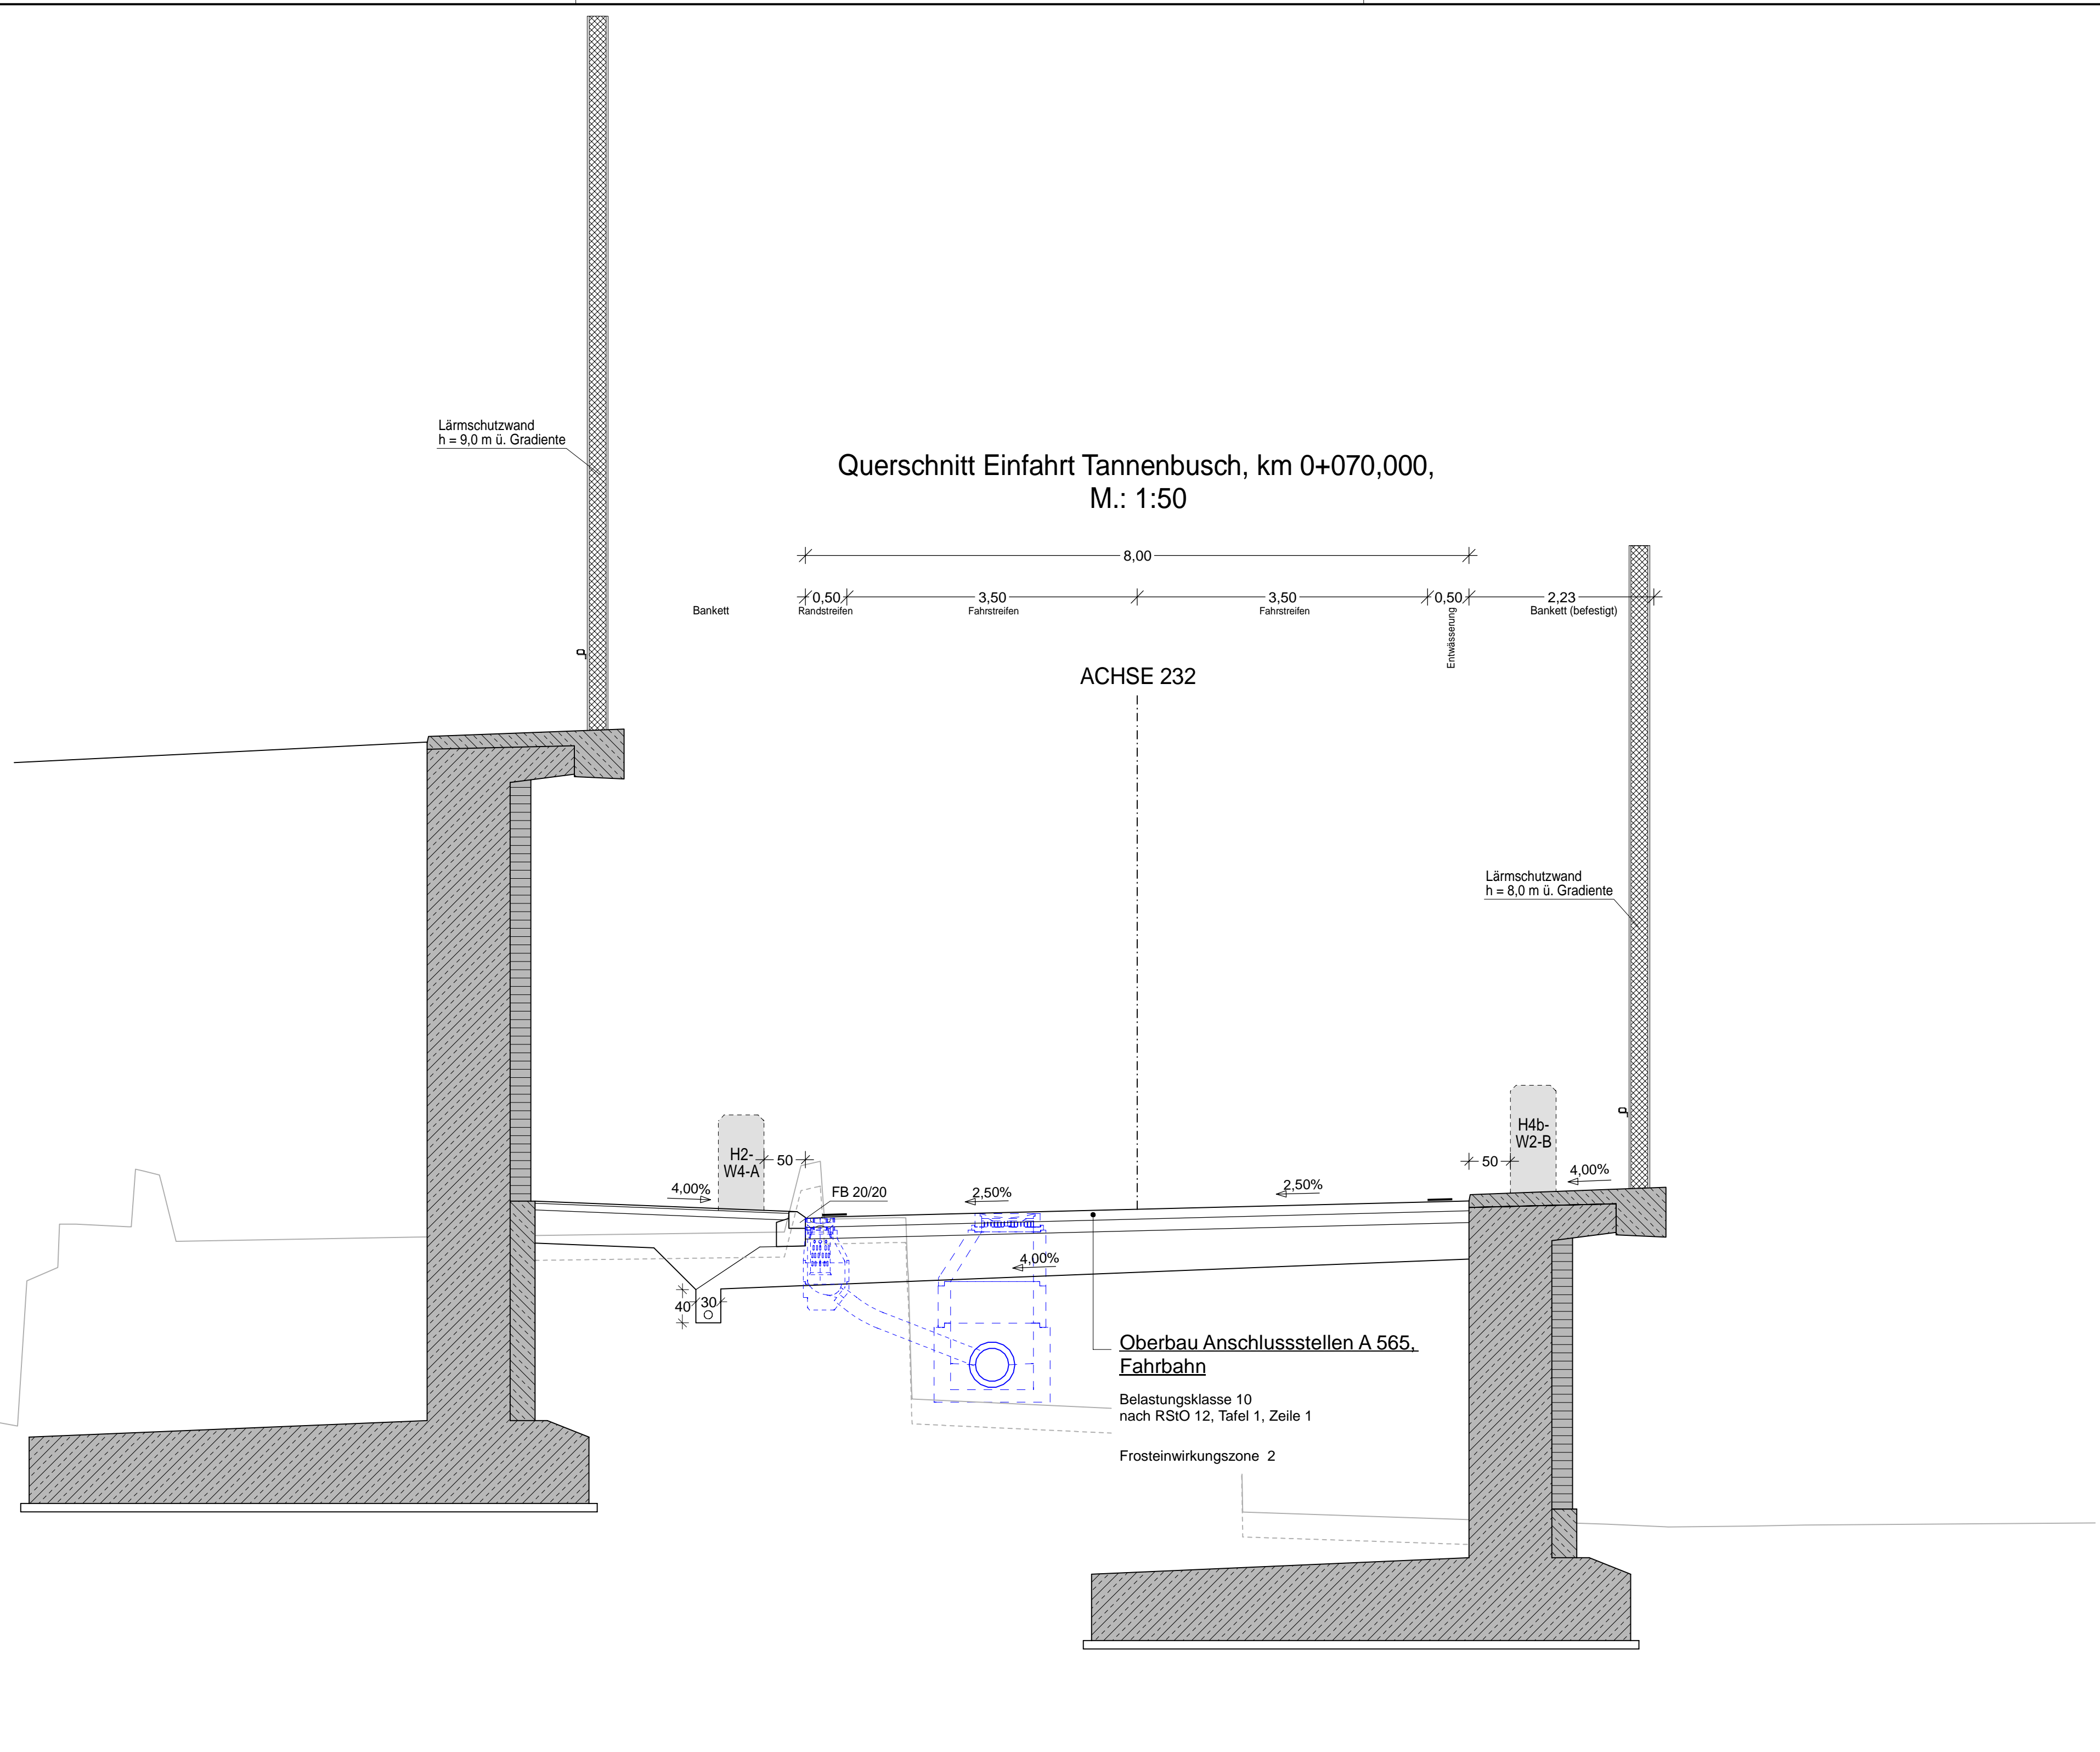 Lärmschutzwand
h = 9,0 m ü. Gradiente
Querschnitt Einfahrt Tannenbusch, km 0+070,000,
M.: 1:50
8,00
0,50
3,50
3,50
0,50
2,23
Bankett
Randstreifen
Fahrstreifen
Fahrstreifen
Entwässerung
Bankett (befestigt)
ACHSE 232
Lärmschutzwand
h = 8,0 m ü. Gradiente
H2-
W4-A
50
H4b-
W2-B
50
4,00%
4,00%
FB 20/20
2,50%
2,50%
4,00%
40
30
Oberbau Anschlussstellen A 565,
Fahrbahn
Belastungsklasse 10
nach RStO 12, Tafel 1, Zeile 1
Frosteinwirkungszone 2